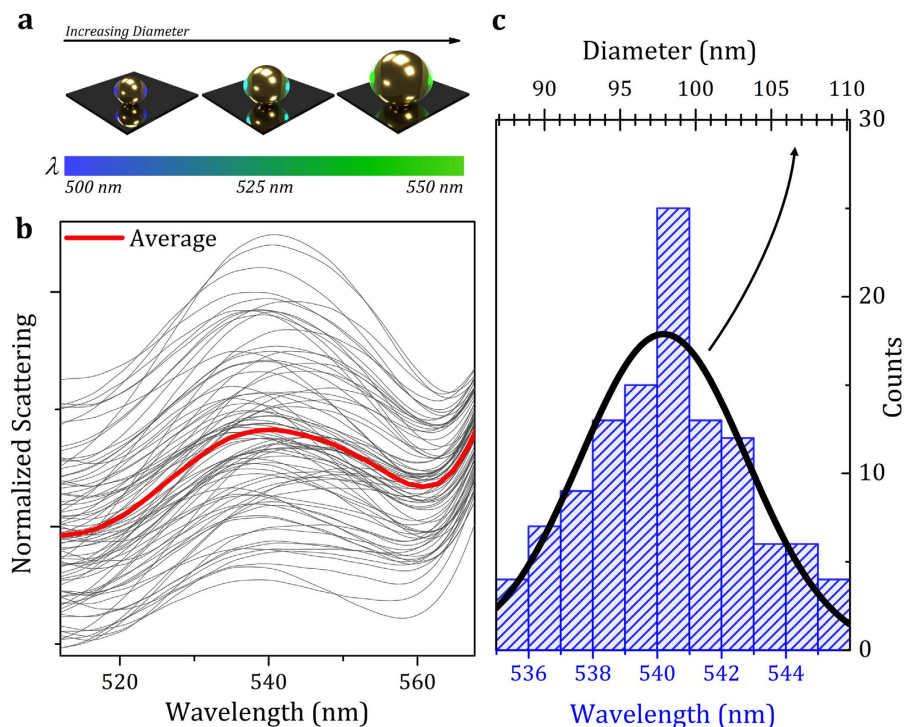 a
Increasing Diameter
λ
500 nm
525 nm
550 nm
b
Average
Normalized Scattering
520
540
560
Wavelength (nm)
c
Diameter (nm)
90
95
100
105
110
30
20
10
0
Counts
536
538
540
542
544
Wavelength (nm)